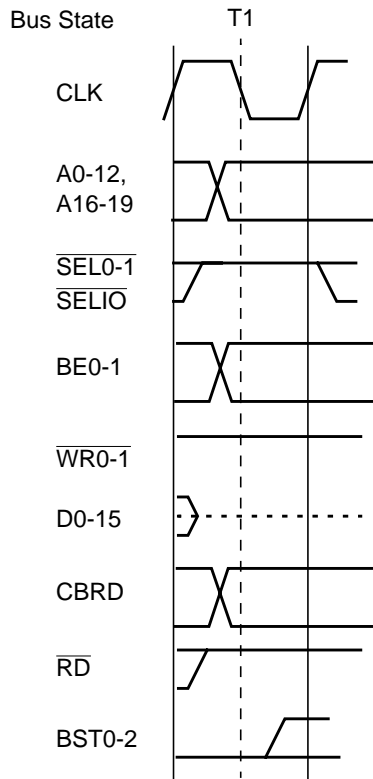 Bus State T1
CLK
A0-12,
A16-19
SEL0-1
SELIO
BE0-1
WR0-1
D0-15
CBRD
RD
BST0-2